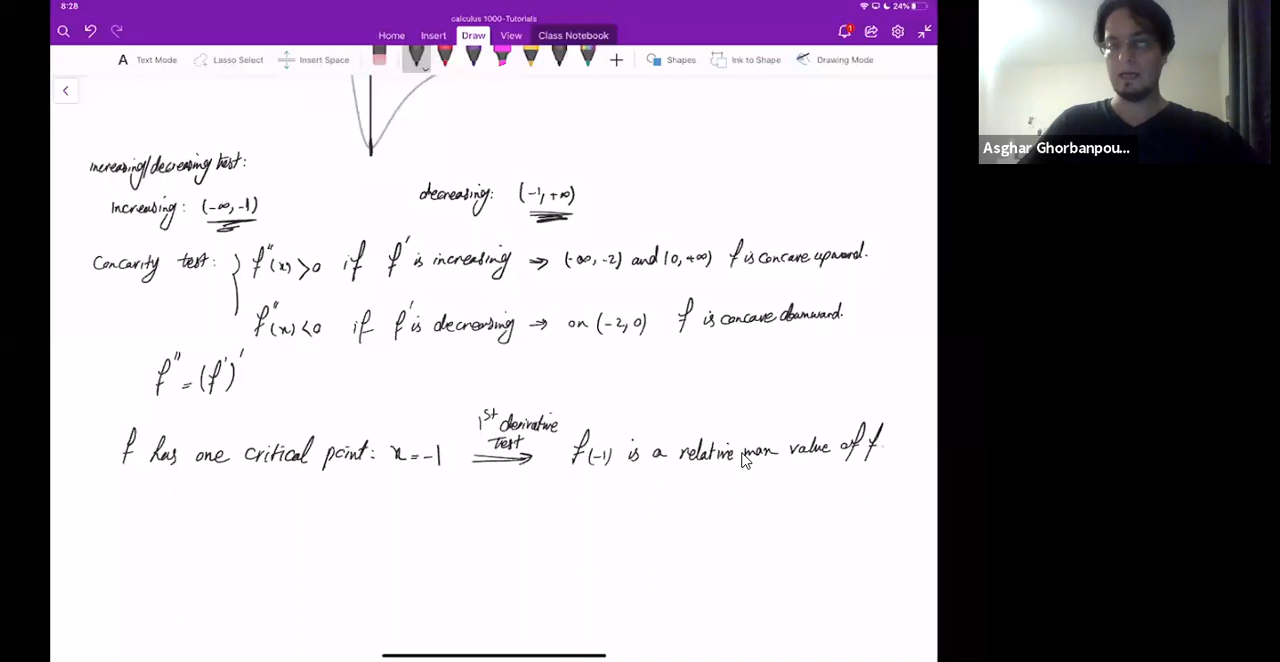 8:28
24%
calculus 1000-Tutorials
Home Insert Draw View Class Notebook
1
Text Mode Lasso Select Insert Space Shapes Ink to Shape Drawing Mode
Asghar Ghorbanpou...
increasing/decreasing test:
Increasing: (-∞, -1) decreasing: (-1, +∞)
Concavity test: f''(x) > 0 if f' is increasing ⇒ (-∞, -2) and (0, +∞) f is concave upward.
f''(x) < 0 if f' is decreasing → on (-2, 0) f is concave downward.
f'' = (f')'
1st derivative
test
f has one critical point: x = -1 ⟹ f(-1) is a relative max value of f.